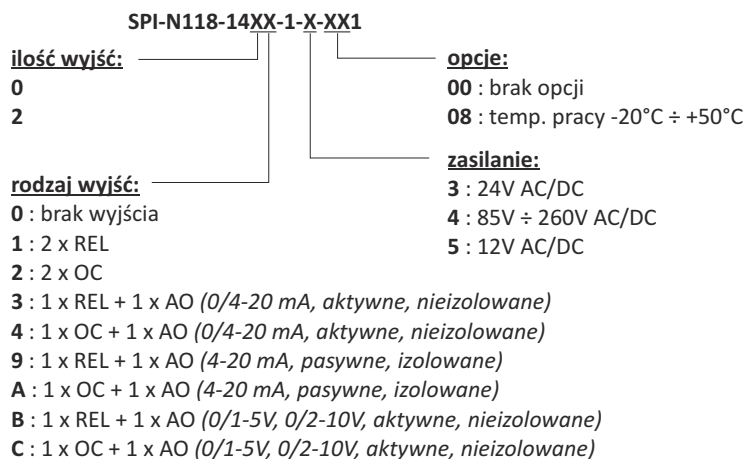 SPI-N118-14XX-1-X-XX1
ilość wyjść:
0
2
rodzaj wyjść:
0 : brak wyjścia
1 : 2 x REL
2 : 2 x OC
3 : 1 x REL + 1 x AO (0/4-20 mA, aktywne, nieizolowane)
4 : 1 x OC + 1 x AO (0/4-20 mA, aktywne, nieizolowane)
9 : 1 x REL + 1 x AO (4-20 mA, pasywne, izolowane)
A : 1 x OC + 1 x AO (4-20 mA, pasywne, izolowane)
B : 1 x REL + 1 x AO (0/1-5V, 0/2-10V, aktywne, nieizolowane)
C : 1 x OC + 1 x AO (0/1-5V, 0/2-10V, aktywne, nieizolowane)
opcje:
00 : brak opcji
08 : temp. pracy -20°C ÷ +50°C
zasilanie:
3 : 24V AC/DC
4 : 85V ÷ 260V AC/DC
5 : 12V AC/DC